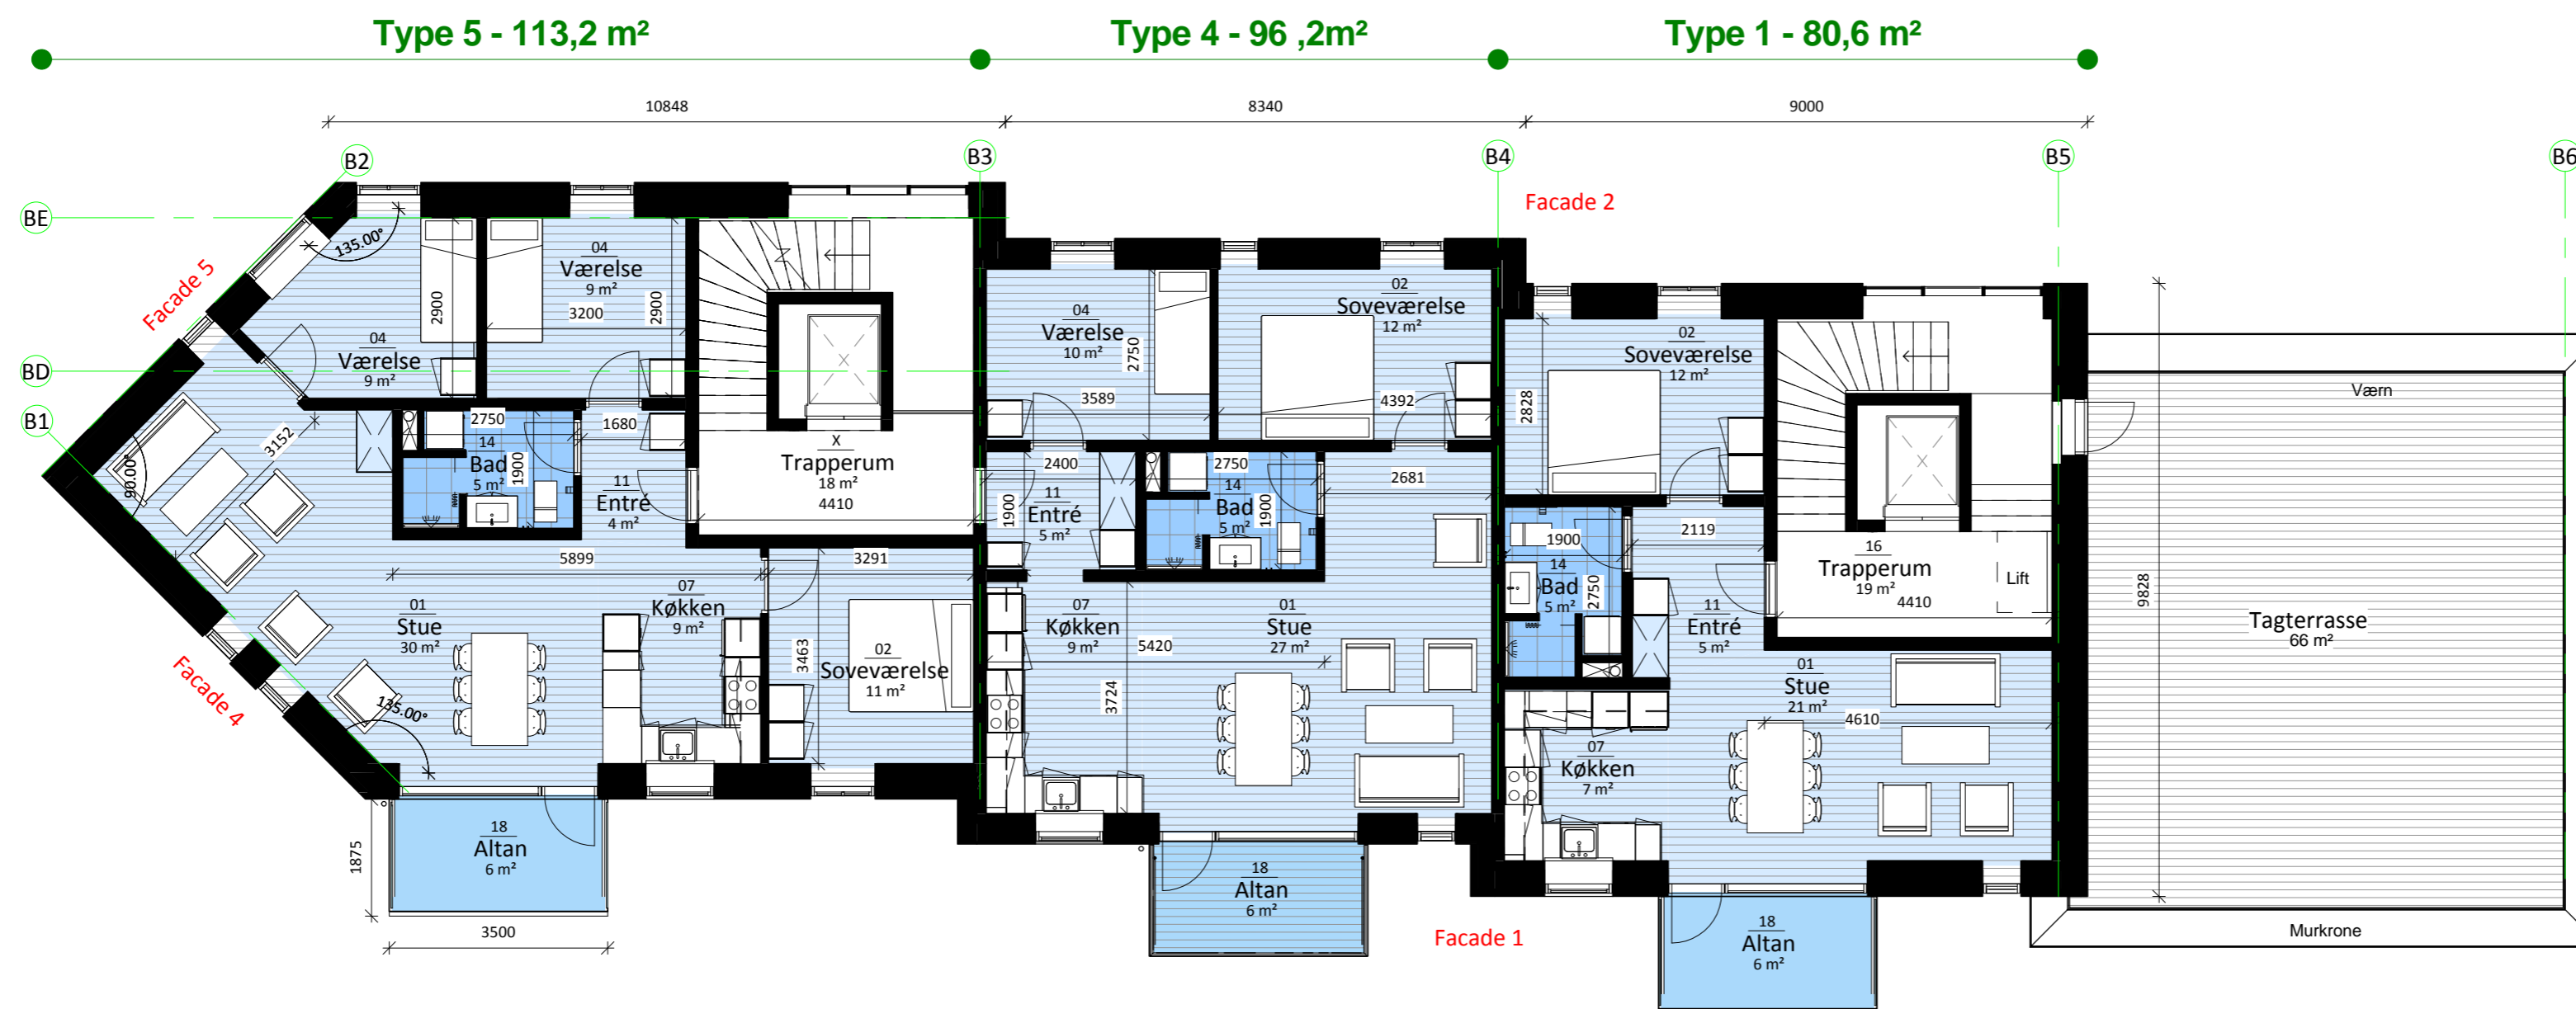 Type 5 - 113,2 m²
Type 4 - 96 ,2m²
Type 1 - 80,6 m²
10848
8340
9000
B2
B3
B4
B5
B6
BE
BD
B1
Facade 5
Facade 2
135.00°
04
Værelse
9 m²
2900
04
Værelse
9 m²
3200
2900
3152
90.00°
2750
14
Bad
5 m²
1900
1680
11
Entré
4 m²
X
Trapperum
18 m²
4410
5899
3291
01
Stue
30 m²
07
Køkken
9 m²
3463
02
Soveværelse
11 m²
Facade 4
135.00°
18
Altan
6 m²
1875
3500
04
Værelse
10 m²
2750
3589
02
Soveværelse
12 m²
4392
2400
11
Entré
5 m²
1900
2750
14
Bad
5 m²
1900
2681
07
Køkken
9 m²
5420
3724
01
Stue
27 m²
18
Altan
6 m²
Facade 1
02
Soveværelse
12 m²
2828
1900
14
Bad
5 m²
2750
2119
11
Entré
5 m²
16
Trapperum
19 m²
4410
Lift
01
Stue
21 m²
4610
07
Køkken
7 m²
18
Altan
6 m²
9828
Værn
Tagterrasse
66 m²
Murkrone